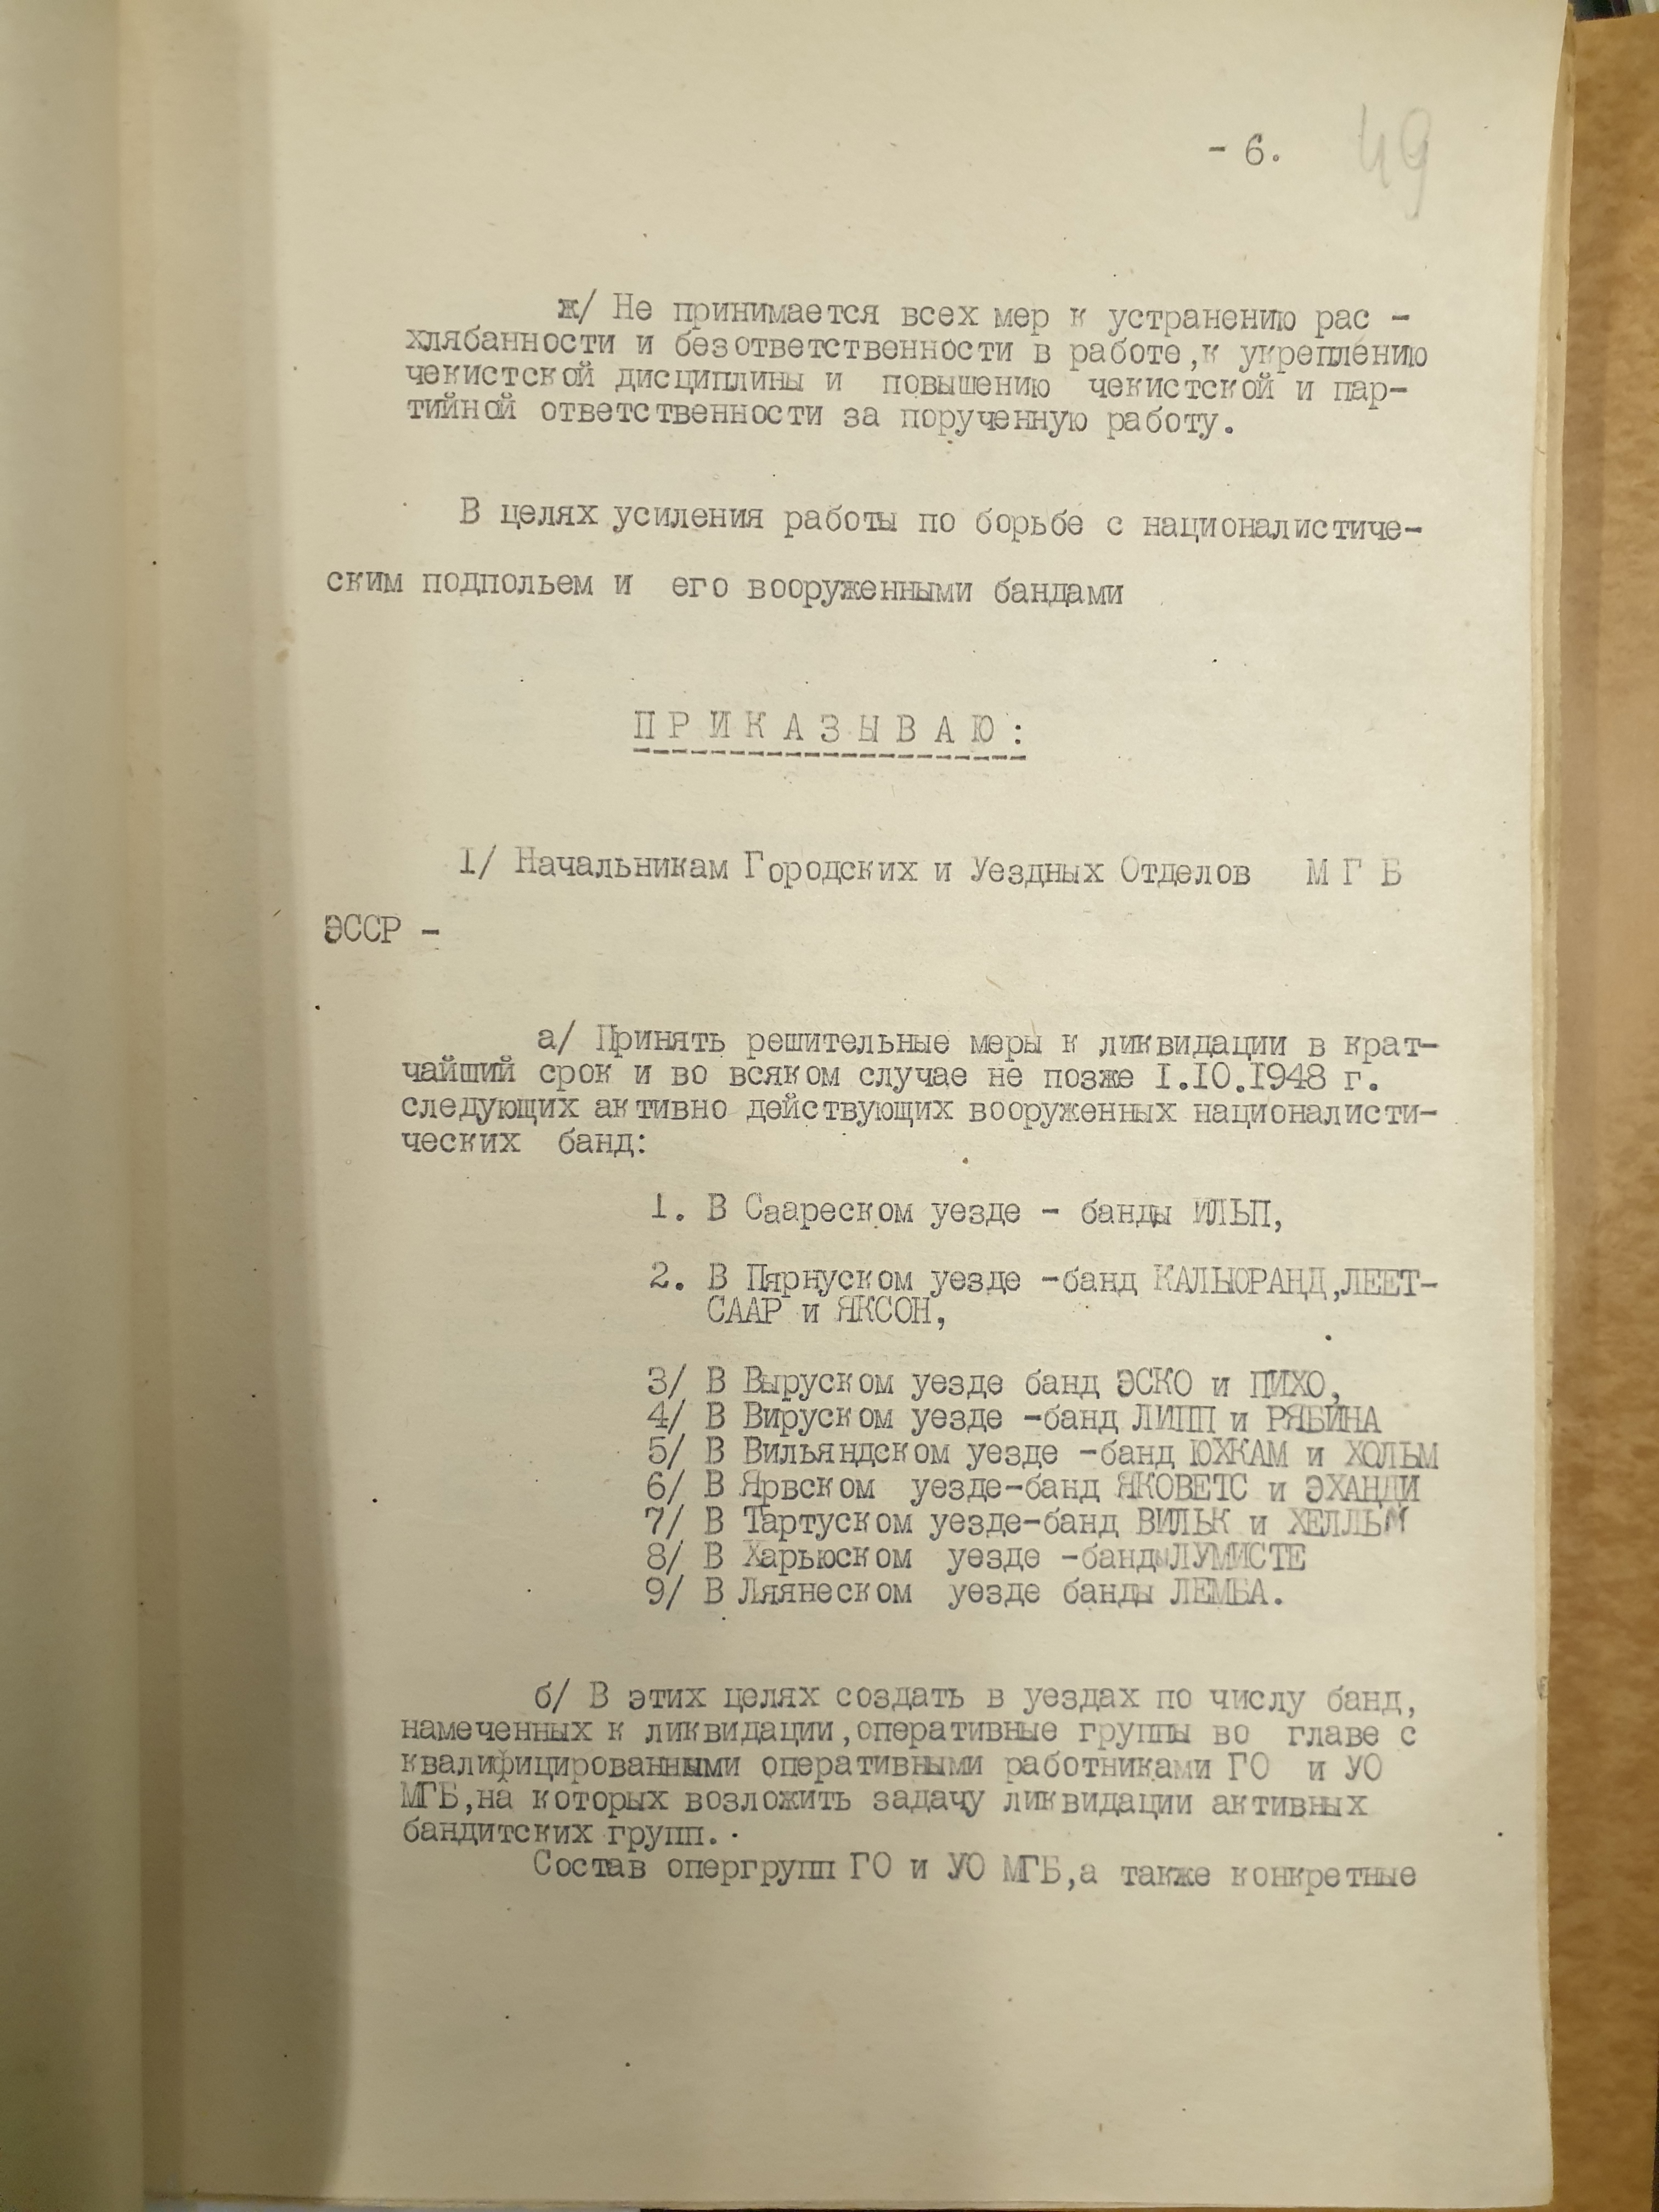 - 6.
49
ж/ Не принимается всех мер к устранению рас -
хлябанности и безответственности в работе,к укреплению
чекистской дисциплины и повышению чекистской и пар-
тийной ответственности за порученную работу.
В целях усиления работы по борьбе с националистиче-
ским подпольем и его вооруженными бандами
П Р И К А З Ы В А Ю :
1/ Начальникам Городских и Уездных Отделов М Г Б
ЭССР -
а/ Принять решительные меры к ликвидации в крат-
чайший срок и во всяком случае не позже I.IO.I948 г.
следующих активно действующих вооруженных националисти-
ческих банд:
1. В Саареском уезде - банды ИЛЬП,
2. В Пярнуском уезде -банд КАЛЬЮРАНД,ЛЕЕТ-
СААР и ЯКСОН,
3/ В Выруском уезде банд ЭСКО и ПИХО,
4/ В Вируском уезде -банд ЛИПП и РЯБИНА
5/ В Вильяндском уезде -банд ЮХКАМ и ХОЛЬМ
6/ В Ярвском уезде-банд ЯКОВЕТС и ЭХАНДИ
7/ В Тартуском уезде-банд ВИЛЬК и ХЕЛЛЬМ
8/ В Харьюском уезде -бандыЛУМИСТЕ
9/ В Ляянеском уезде банды ЛЕМБА.
б/ В этих целях создать в уездах по числу банд,
намеченных к ликвидации,оперативные группы во главе с
квалифицированными оперативными работниками ГО и УО
МГБ,на которых возложить задачу ликвидации активных
бандитских групп.
Состав опергрупп ГО и УО МГБ,а также конкретные